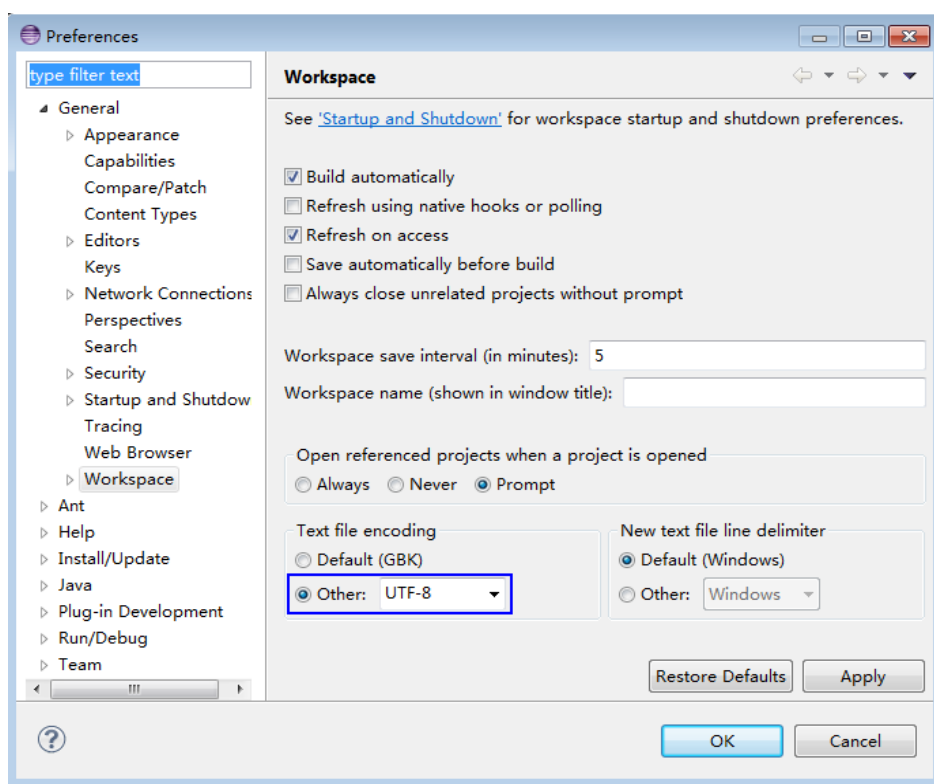 Preferences
type filter text
General
Appearance
Capabilities
Compare/Patch
Content Types
Editors
Keys
Network Connections
Perspectives
Search
Security
Startup and Shutdow
Tracing
Web Browser
Workspace
Ant
Help
Install/Update
Java
Plug-in Development
Run/Debug
Team
Workspace
See 'Startup and Shutdown' for workspace startup and shutdown preferences.
Build automatically
Refresh using native hooks or polling
Refresh on access
Save automatically before build
Always close unrelated projects without prompt
Workspace save interval (in minutes): 5
Workspace name (shown in window title):
Open referenced projects when a project is opened
Always Never Prompt
Text file encoding
Default (GBK)
Other: UTF-8
New text file line delimiter
Default (Windows)
Other: Windows
Restore Defaults Apply
OK Cancel